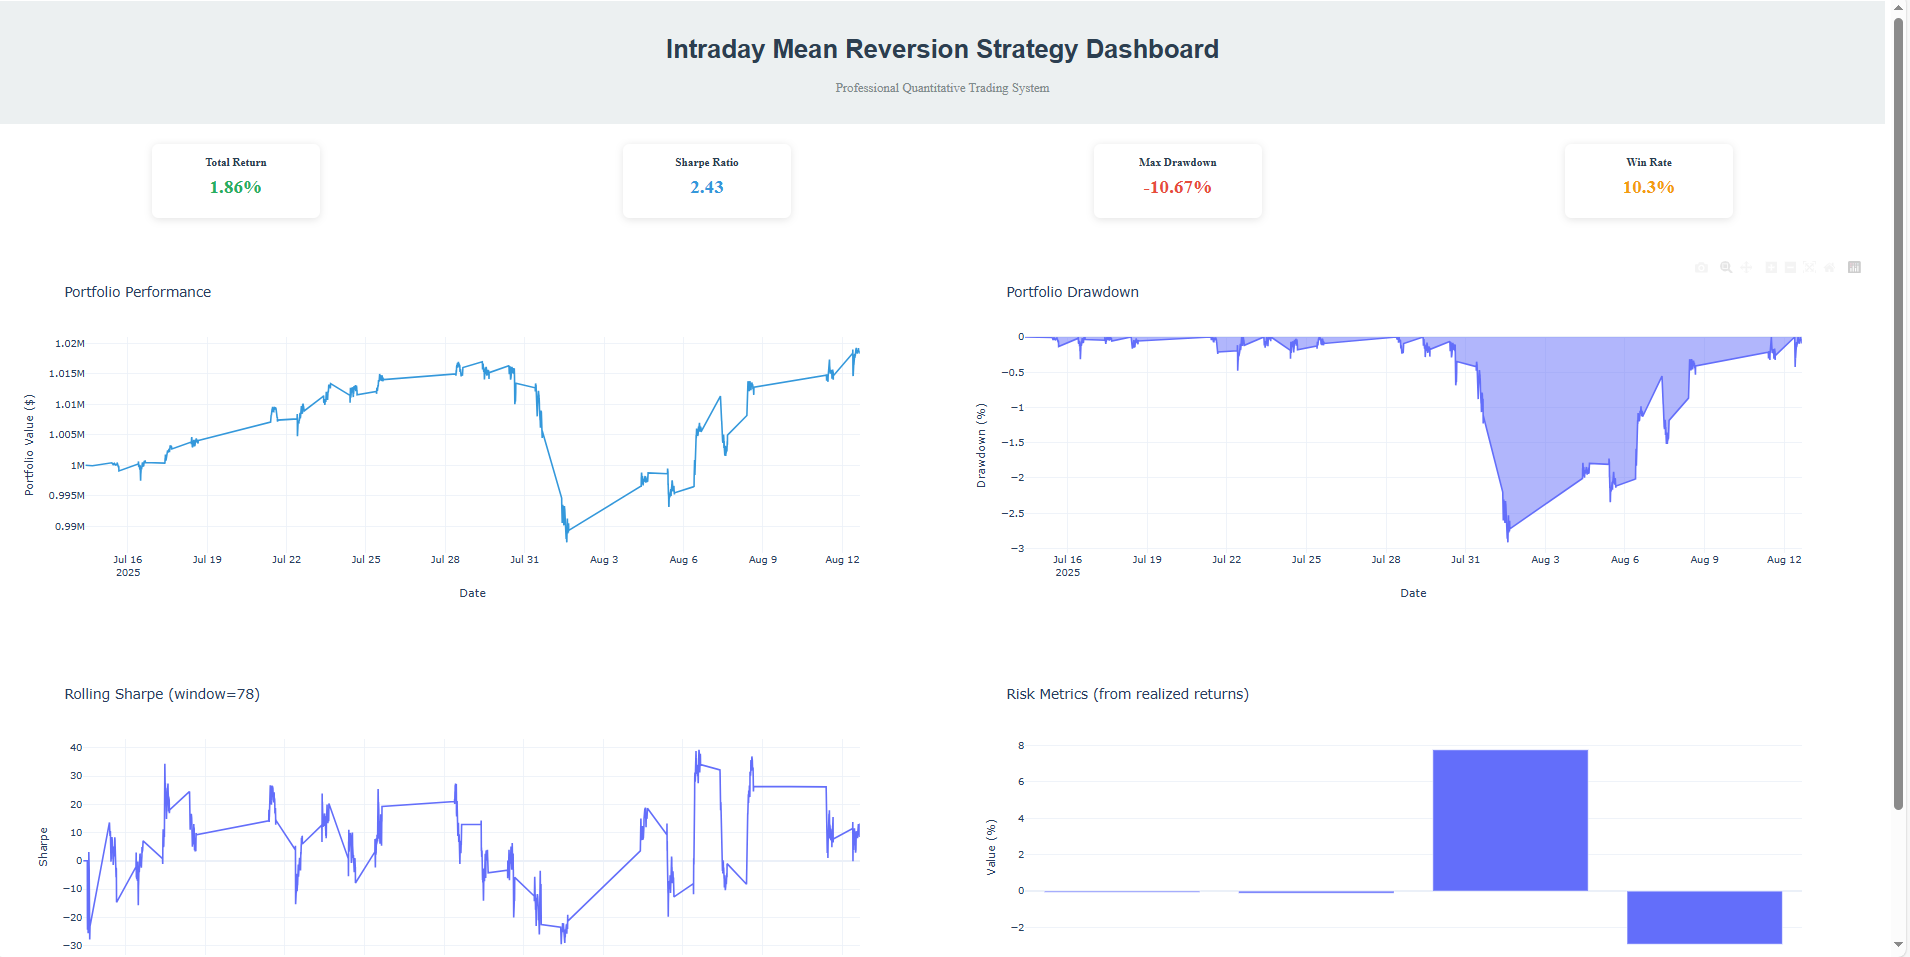 Intraday Mean Reversion Strategy Dashboard
Professional Quantitative Trading System
Total Return
1.86%
Sharpe Ratio
2.43
Max Drawdown
-10.67%
Win Rate
10.3%
Portfolio Performance
Portfolio Value ($)
1.02M
1.015M
1.01M
1.005M
1M
0.995M
0.99M
Jul 16 Jul 19 Jul 22 Jul 25 Jul 28 Jul 31 Aug 3 Aug 6 Aug 9 Aug 12
2025
Date
Portfolio Drawdown
Drawdown (%)
0
−0.5
−1
−1.5
−2
−2.5
−3
Jul 16 Jul 19 Jul 22 Jul 25 Jul 28 Jul 31 Aug 3 Aug 6 Aug 9 Aug 12
2025
Date
Rolling Sharpe (window=78)
Sharpe
40
30
20
10
0
−10
−20
−30
Risk Metrics (from realized returns)
Value (%)
8
6
4
2
0
−2